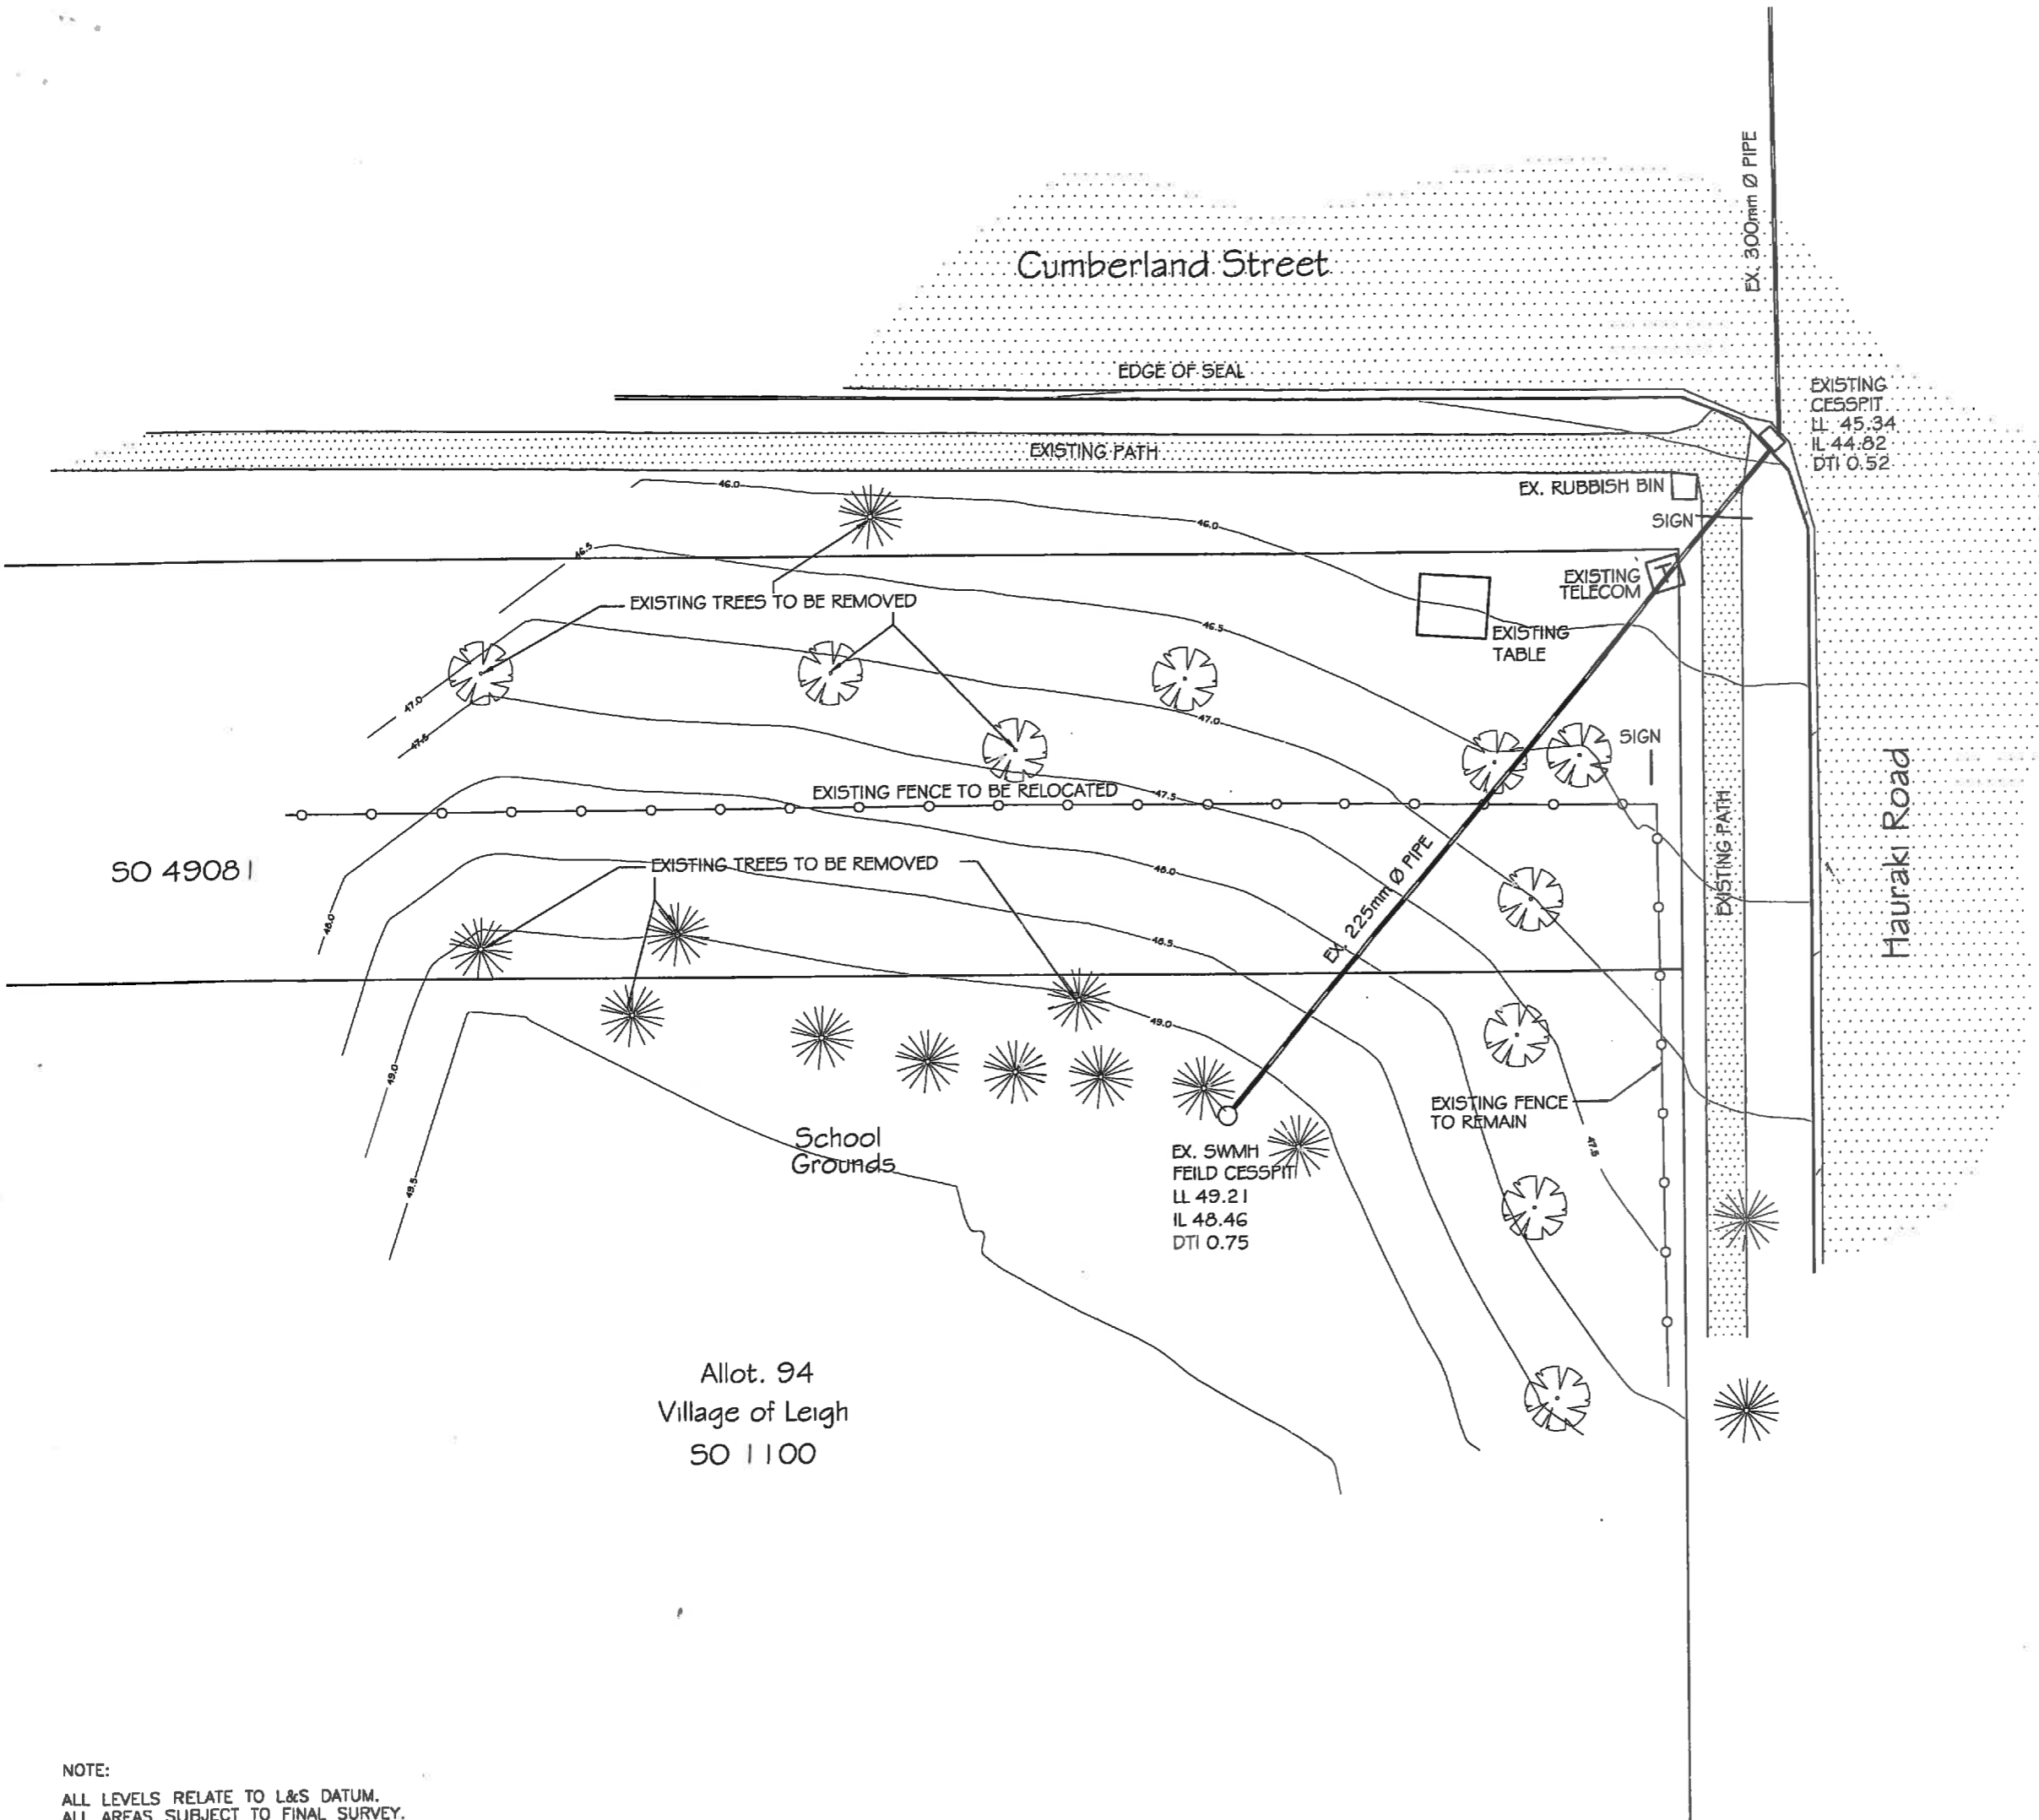 EX. 300mm Ø PIPE
Cumberland Street
EDGE OF SEAL
EXISTING
CESSPIT
LL 45.34
IL 44.82
DTI 0.52
EXISTING PATH
46.0
46.0
EX. RUBBISH BIN
SIGN
46.5
EXISTING
TELECOM
T
EXISTING TREES TO BE REMOVED
46.5
EXISTING
TABLE
47.0
47.0
47.5
SIGN
Hauraki Road
EXISTING PATH
EXISTING FENCE TO BE RELOCATED
47.5
SO 49081
EXISTING TREES TO BE REMOVED
48.0
EX. 225mm Ø PIPE
48.0
48.5
49.0
49.0
EXISTING FENCE
TO REMAIN
47.5
School
Grounds
49.5
EX. SWMH
FEILD CESSPIT
LL 49.21
IL 48.46
DTI 0.75
Allot. 94
Village of Leigh
SO 1100
NOTE:
ALL LEVELS RELATE TO L&S DATUM.
ALL AREAS SUBJECT TO FINAL SURVEY.